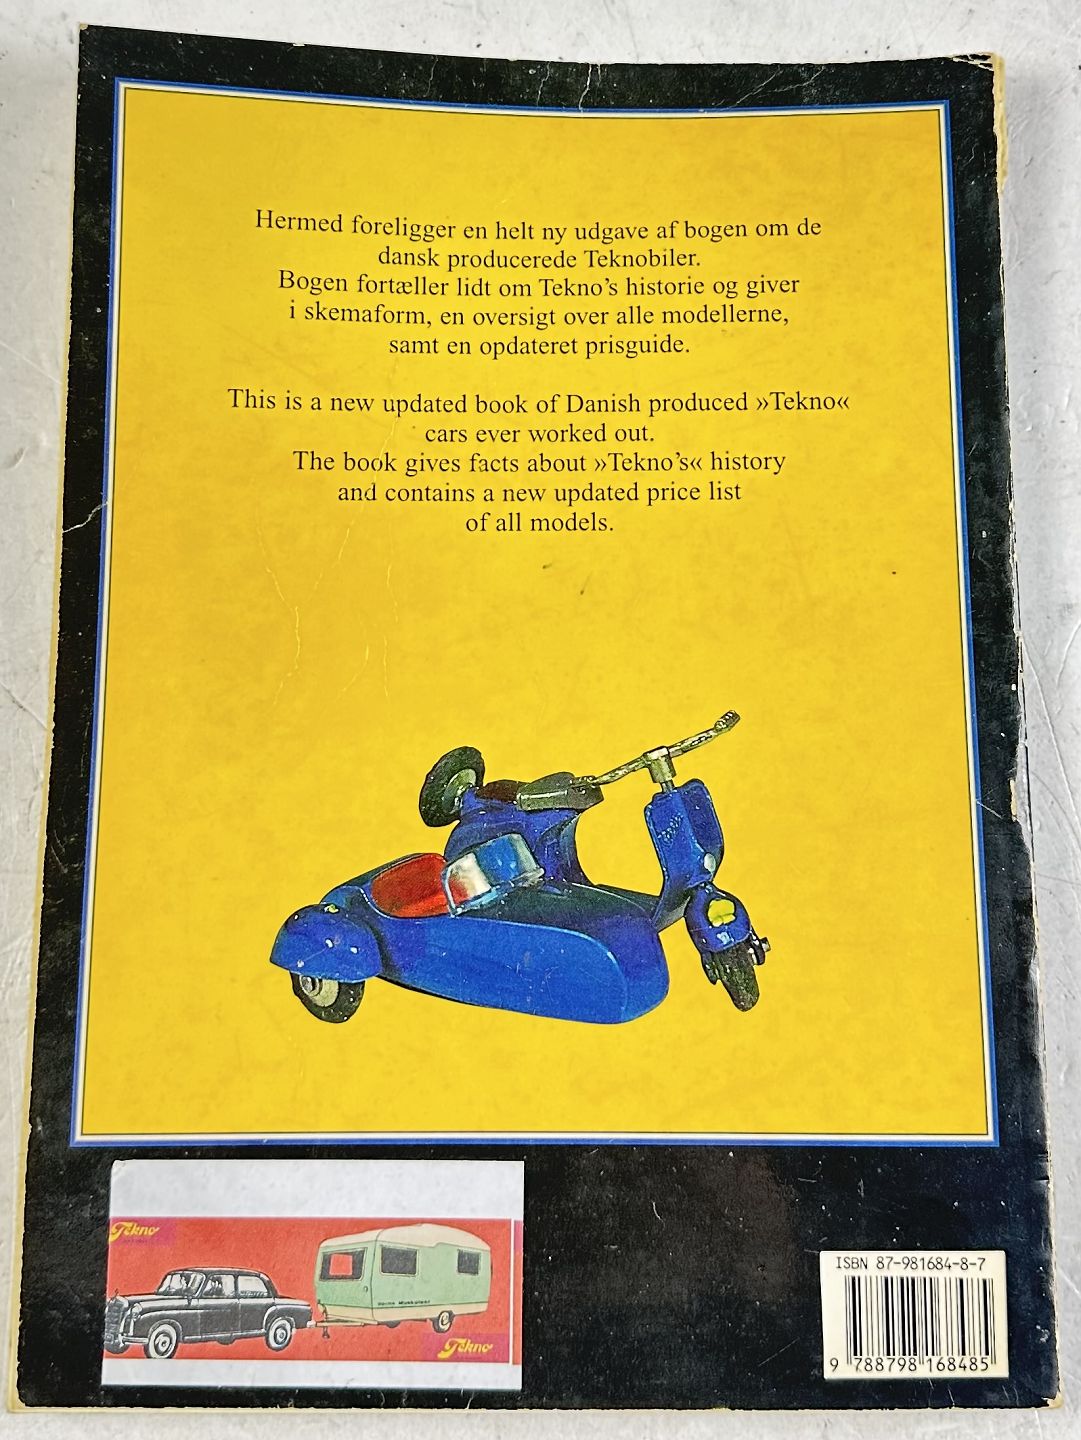 Hermed foreligger en helt ny udgave af bogen om de
dansk producerede Teknobiler.
Bogen fortæller lidt om Tekno's historie og giver
i skemaform, en oversigt over alle modellerne,
samt en opdateret prisguide.
This is a new updated book of Danish produced »Tekno«
cars ever worked out.
The book gives facts about »Tekno's« history
and contains a new updated price list
of all models.
Tekno
Tekno
ISBN 87-981684-8-7
9 788798 168485